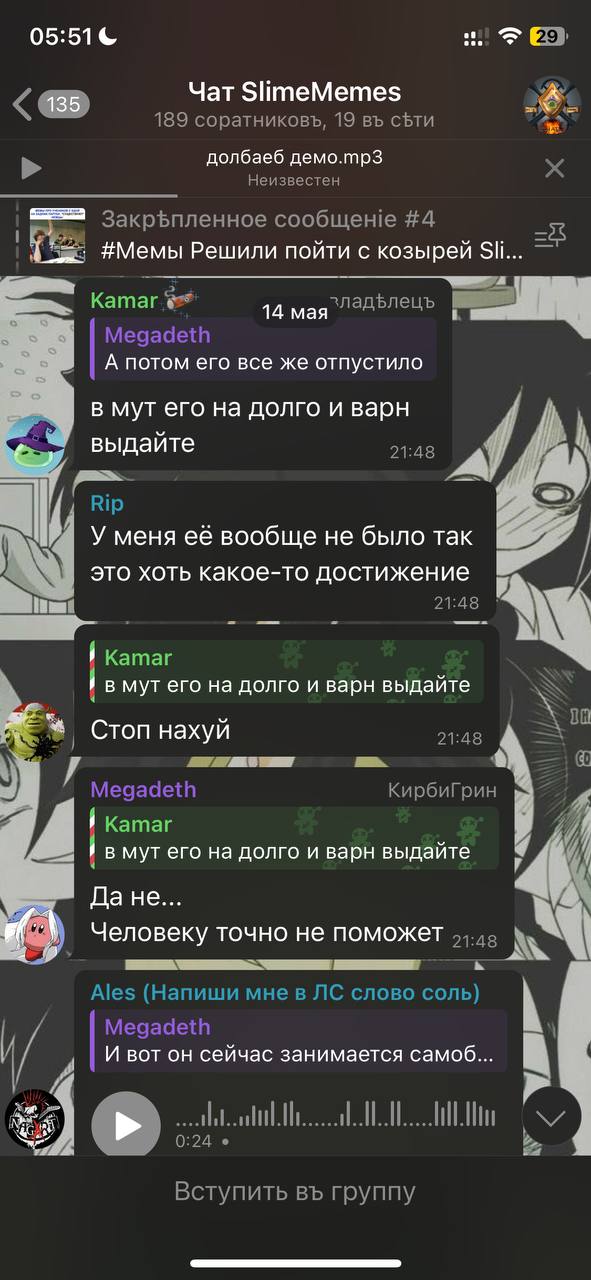 05:51
29
135
Чат SlimeMemes
189 соратниковъ, 19 въ сѣти
долбаеб демо.mp3
Неизвестен
Закрѣпленное сообщеніе #4
#Мемы Решили пойти с козырей Sli...
Kamar
владѣлецъ
14 мая
Megadeth
А потом его все же отпустило
в мут его на долго и варн
выдайте
21:48
Rip
У меня её вообще не было так
это хоть какое-то достижение
21:48
Kamar
в мут его на долго и варн выдайте
Стоп нахуй
21:48
Megadeth
КирбиГрин
Kamar
в мут его на долго и варн выдайте
Да не...
Человеку точно не поможет
21:48
Ales (Напиши мне в ЛС слово соль)
Megadeth
И вот он сейчас занимается самоб...
0:24
Вступить въ группу